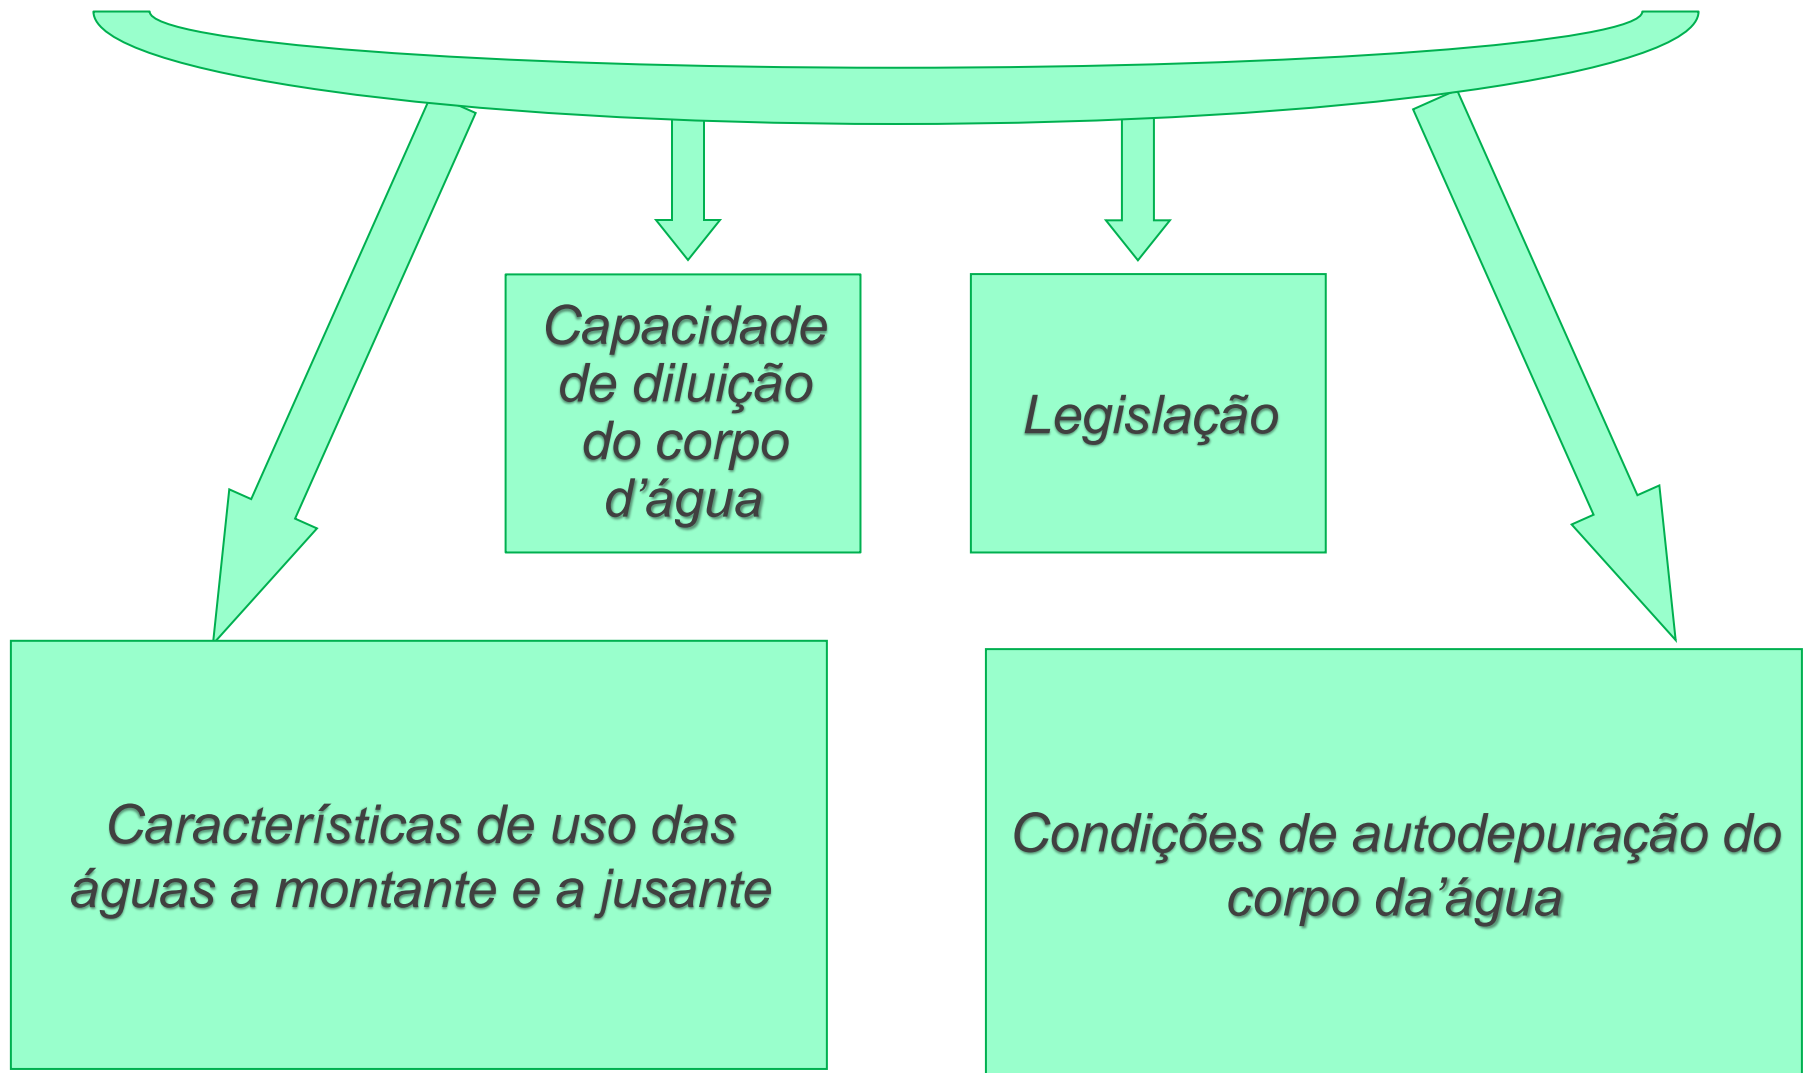 Capacidade
de diluição
do corpo
d’água
Legislação
Características de uso das
águas a montante e a jusante
Condições de autodepuração do
corpo da’água